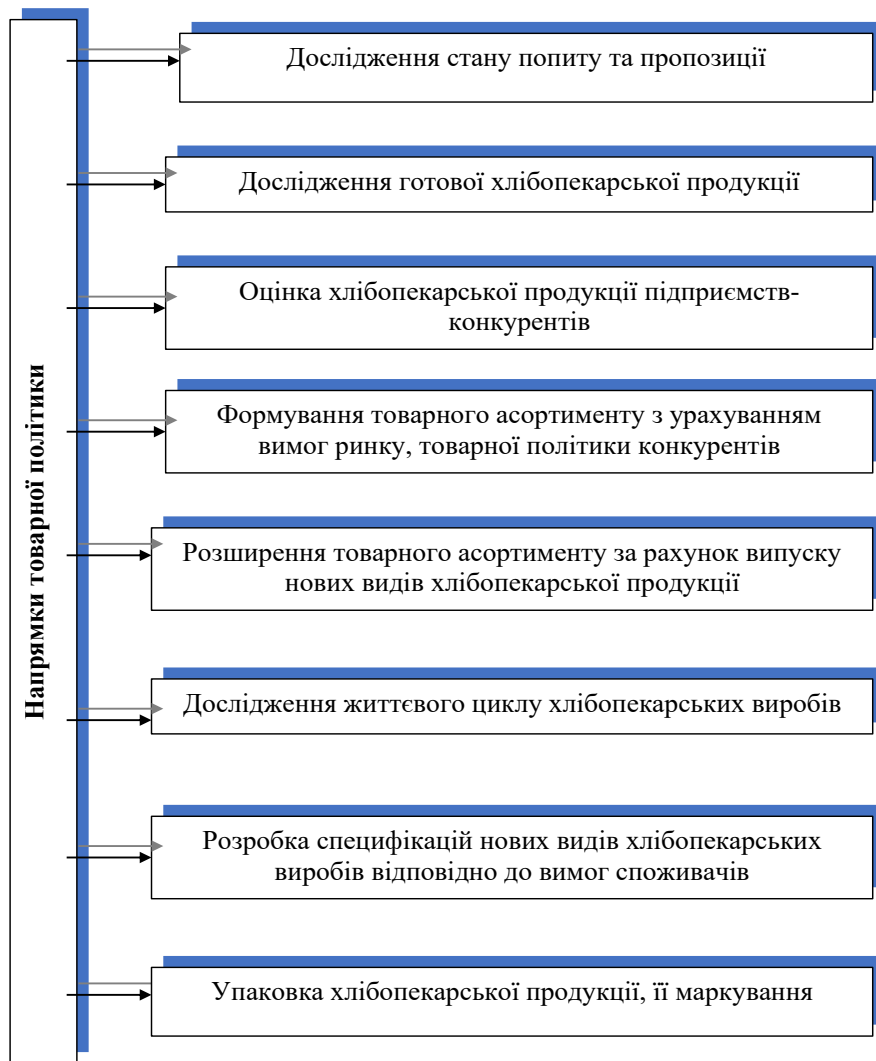 Напрямки товарної політики
Дослідження стану попиту та пропозиції
Дослідження готової хлібопекарської продукції
Оцінка хлібопекарської продукції підприємств-
конкурентів
Формування товарного асортименту з урахуванням
вимог ринку, товарної політики конкурентів
Розширення товарного асортименту за рахунок випуску
нових видів хлібопекарської продукції
Дослідження життєвого циклу хлібопекарських виробів
Розробка специфікацій нових видів хлібопекарських
виробів відповідно до вимог споживачів
Упаковка хлібопекарської продукції, її маркування